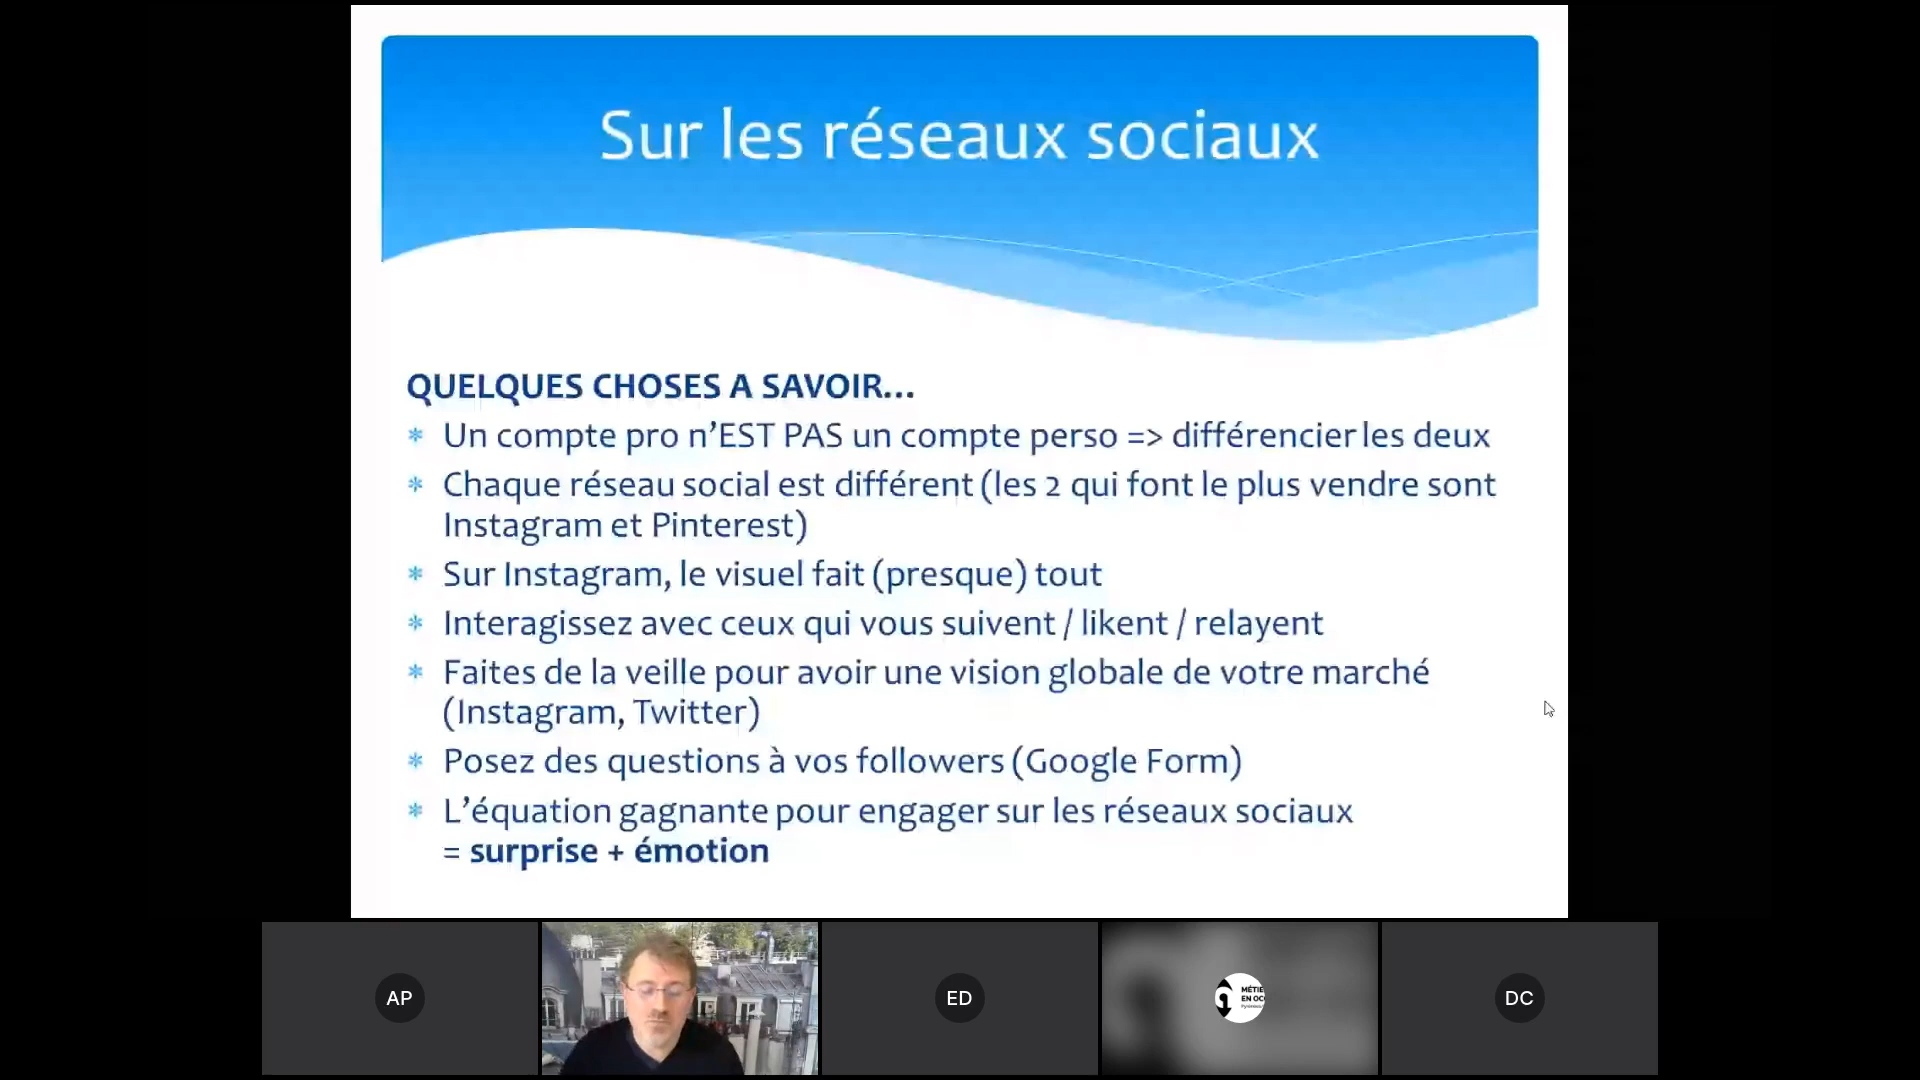 Sur les réseaux sociaux
QUELQUES CHOSES A SAVOIR...
* Un compte pro n’EST PAS un compte perso => différencier les deux
* Chaque réseau social est différent (les 2 qui font le plus vendre sont
Instagram et Pinterest)
* Sur Instagram, le visuel fait (presque) tout
* Interagissez avec ceux qui vous suivent / likent / relayent
* Faites de la veille pour avoir une vision globale de votre marché
(Instagram, Twitter)
* Posez des questions à vos followers (Google Form)
* L’équation gagnante pour engager sur les réseaux sociaux
= surprise + émotion
AP
ED
MÉTIE
EN OC
DC